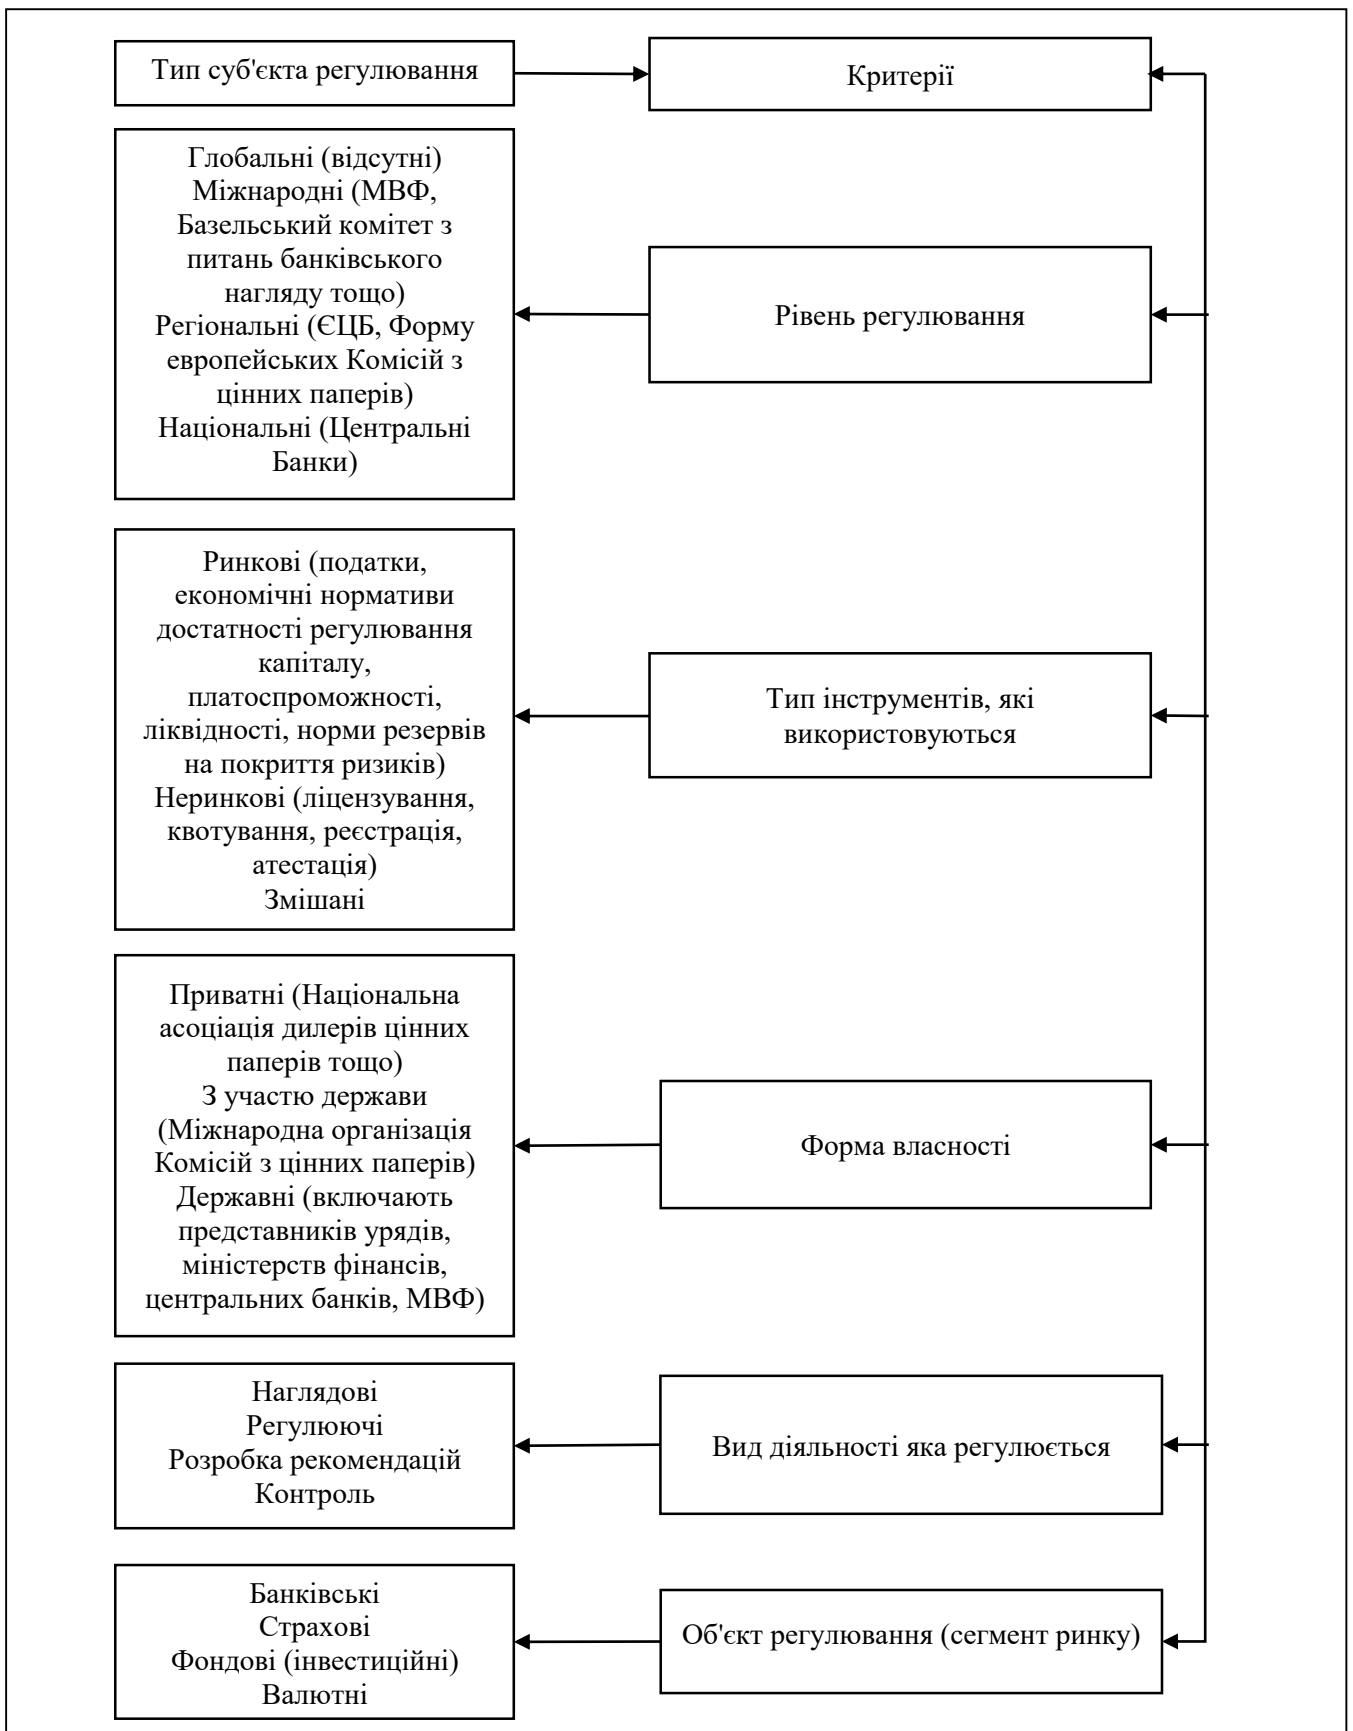 Тип суб'єкта регулювання
Критерії
Глобальні (відсутні)
Міжнародні (МВФ,
Базельський комітет з
питань банківського
нагляду тощо)
Регіональні (ЄЦБ, Форму
європейських Комісій з
цінних паперів)
Національні (Центральні
Банки)
Рівень регулювання
Ринкові (податки,
економічні нормативи
достатності регулювання
капіталу,
платоспроможності,
ліквідності, норми резервів
на покриття ризиків)
Неринкові (ліцензування,
квотування, реєстрація,
атестація)
Змішані
Тип інструментів, які
використовуються
Приватні (Національна
асоціація дилерів цінних
паперів тощо)
З участю держави
(Міжнародна організація
Комісій з цінних паперів)
Державні (включають
представників урядів,
міністерств фінансів,
центральних банків, МВФ)
Форма власності
Наглядові
Регулюючі
Розробка рекомендацій
Контроль
Вид діяльності яка регулюється
Банківські
Страхові
Фондові (інвестиційні)
Валютні
Об'єкт регулювання (сегмент ринку)